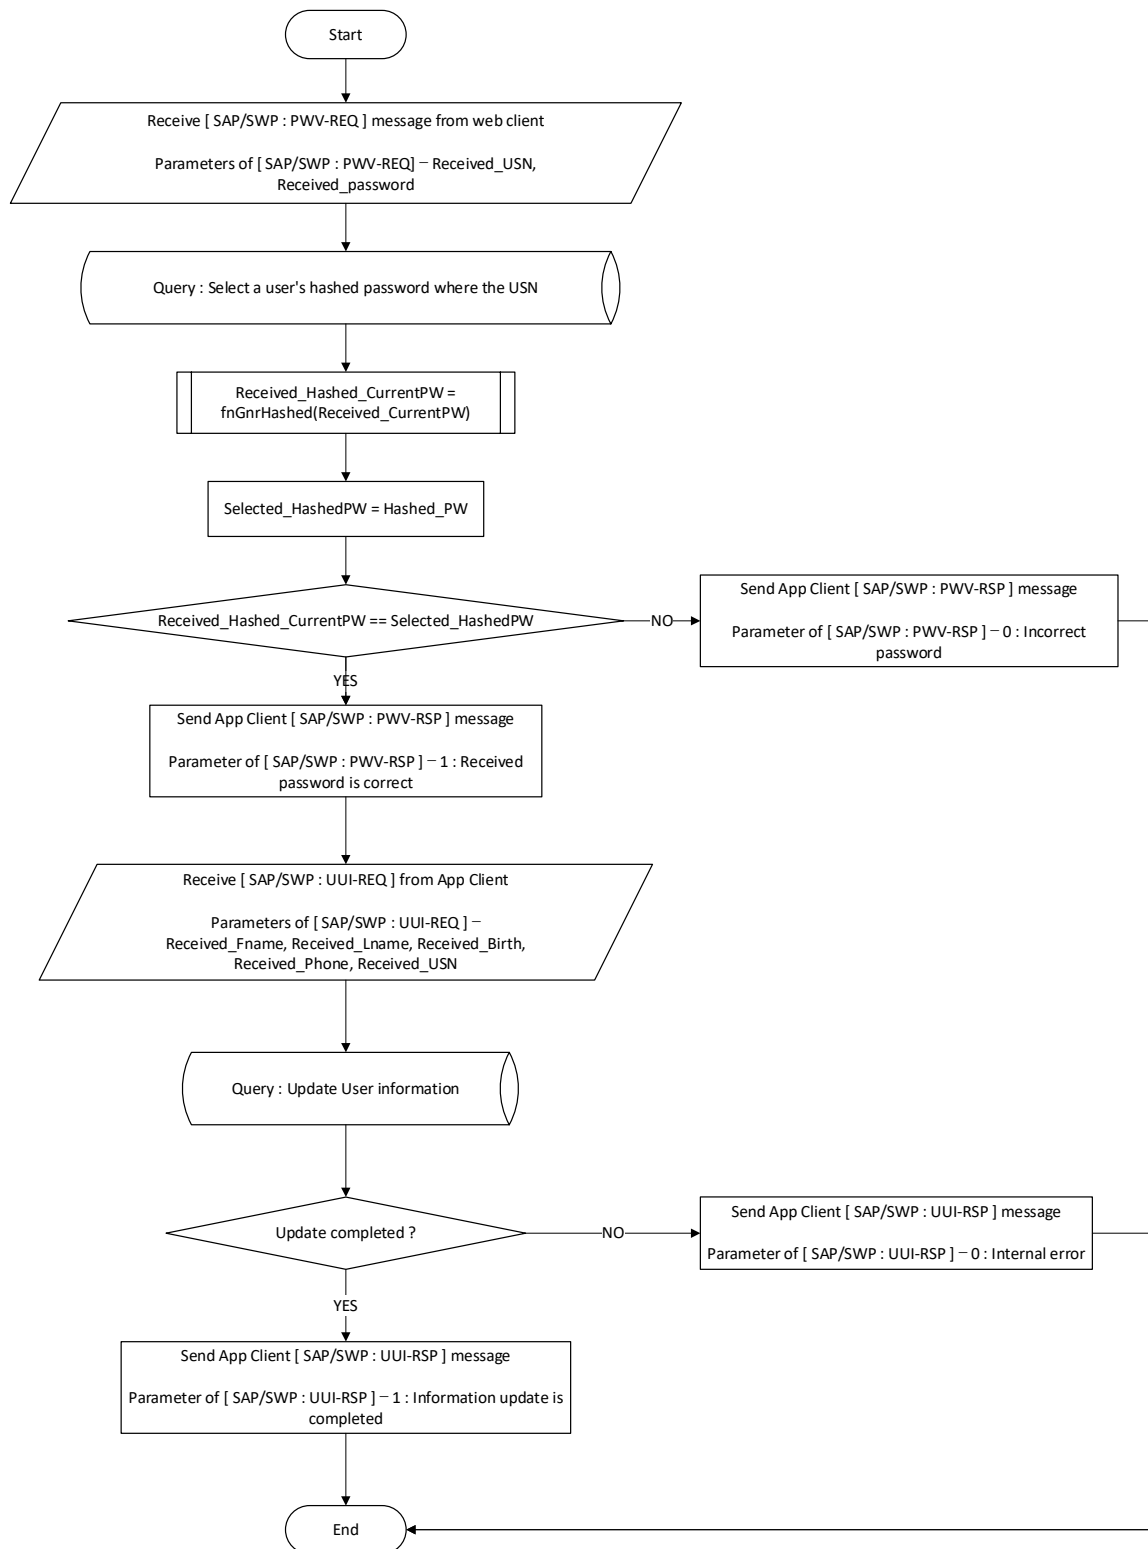 Start
Receive [ SAP/SWP : PWV-REQ ] message from web client
Parameters of [ SAP/SWP : PWV-REQ] – Received_USN,
Received_password
Query : Select a user's hashed password where the USN
Received_Hashed_CurrentPW =
fnGnrHashed(Received_CurrentPW)
Selected_HashedPW = Hashed_PW
Received_Hashed_CurrentPW == Selected_HashedPW
NO
Send App Client [ SAP/SWP : PWV-RSP ] message
Parameter of [ SAP/SWP : PWV-RSP ] – 0 : Incorrect
password
YES
Send App Client [ SAP/SWP : PWV-RSP ] message
Parameter of [ SAP/SWP : PWV-RSP ] – 1 : Received
password is correct
Receive [ SAP/SWP : UUI-REQ ] from App Client
Parameters of [ SAP/SWP : UUI-REQ ] –
Received_Fname, Received_Lname, Received_Birth,
Received_Phone, Received_USN
Query : Update User information
Update completed ?
NO
Send App Client [ SAP/SWP : UUI-RSP ] message
Parameter of [ SAP/SWP : UUI-RSP ] – 0 : Internal error
YES
Send App Client [ SAP/SWP : UUI-RSP ] message
Parameter of [ SAP/SWP : UUI-RSP ] – 1 : Information update is
completed
End